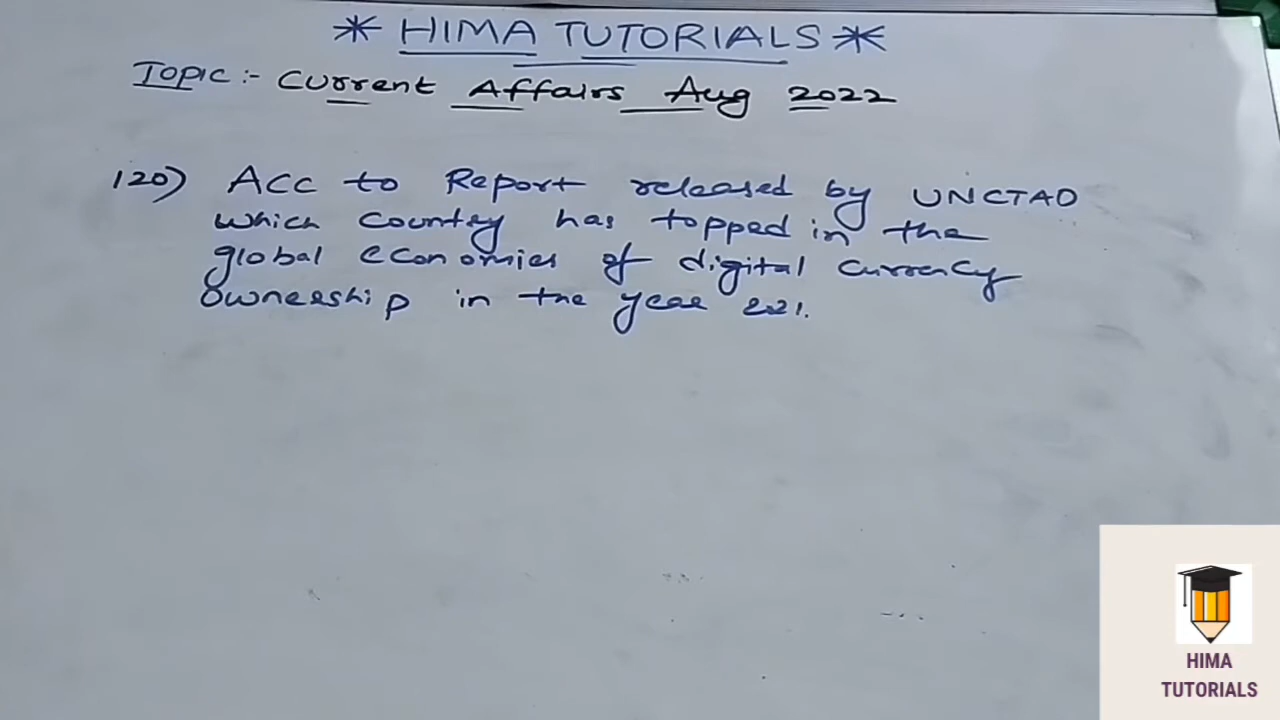 * HIMA TUTORIALS *
Topic :- Current Affairs Aug 2022
120) Acc to Report released by UNCTAD
which country has topped in the
global economies of digital currency
ownership in the year 2021.
HIMA
TUTORIALS